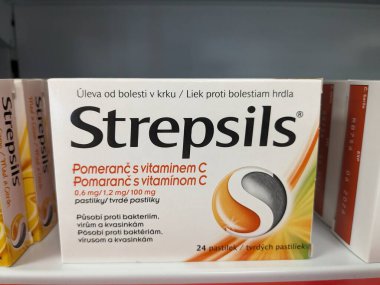 Úleva od bolesti v krku / Liek proti bolestiam hrdla
Strepsils®
Pomeranč s vitaminem C
Pomaranč s vitamínom C
0.6 mg/1.2 mg/100 mg
pastilky/tvrdé pastilky
Působí proti bakteriím,
virům a kvasinkám
Pôsobí proti baktériám,
vírusom a kvasinkám
24 pastilek / tvrdých pastiliek